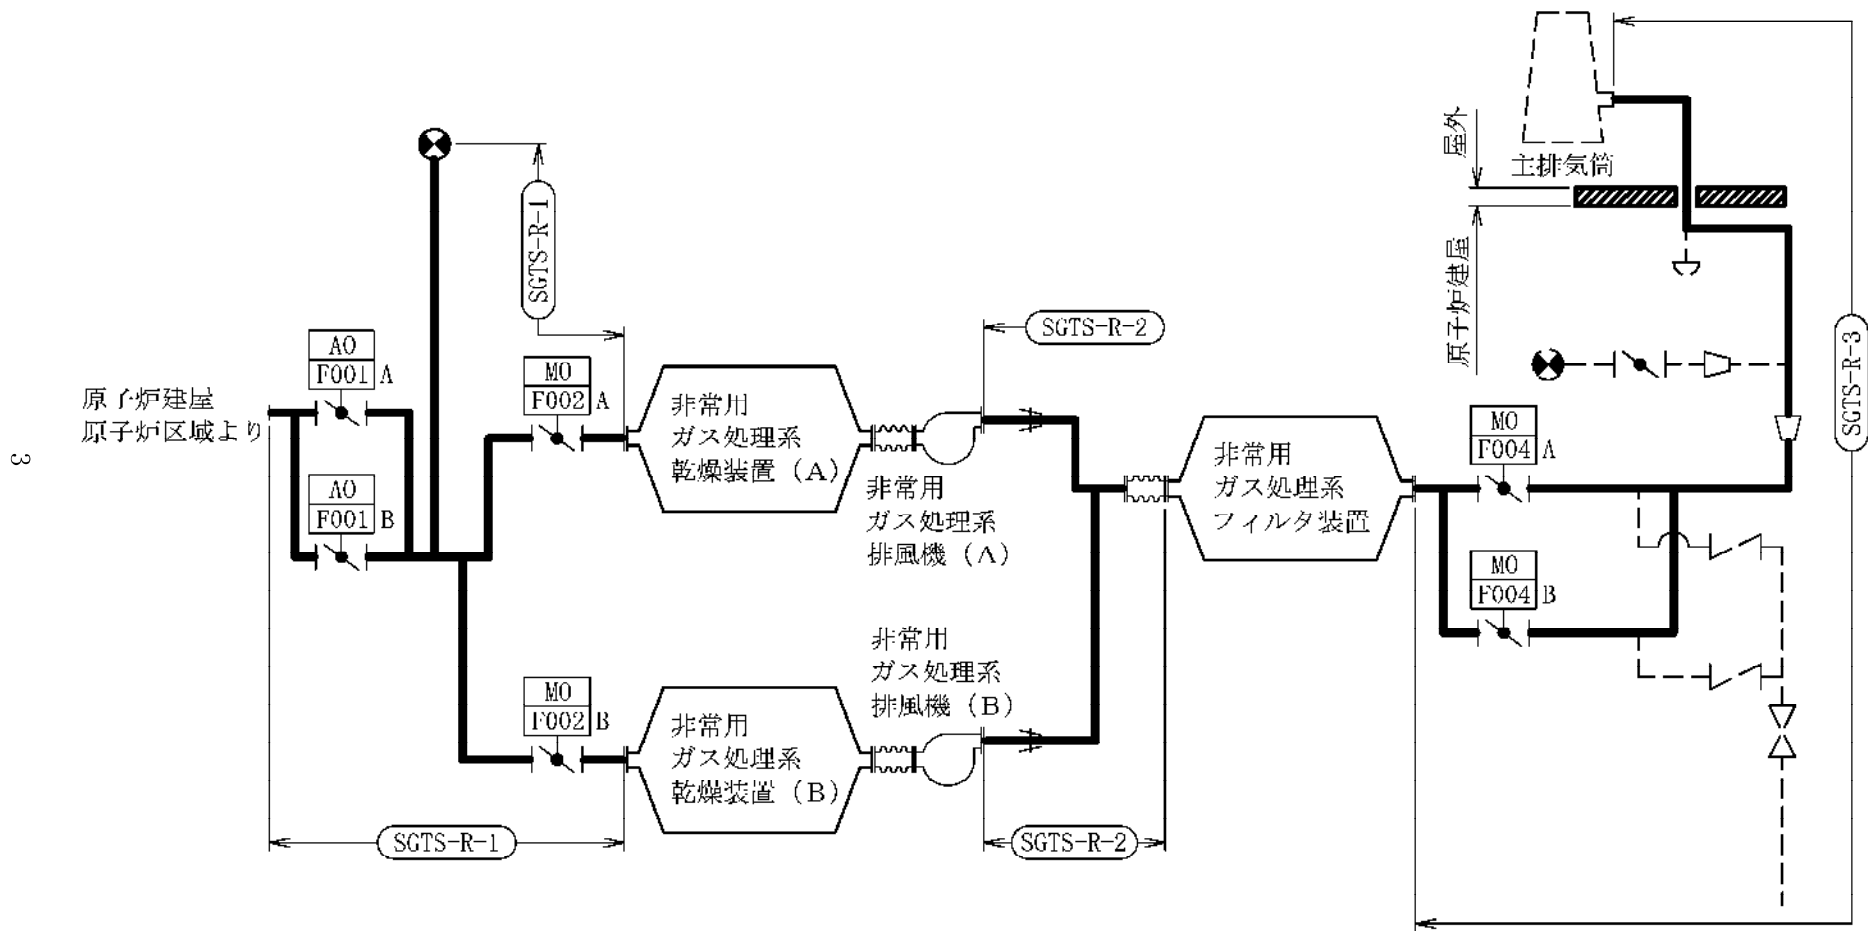 主排気筒
屋外
原子炉建屋
SGTS-R-1
SGTS-R-2
SGTS-R-3
AO
F001 A
MO
F002 A
原子炉建屋
原子炉区域より
非常用
ガス処理系
乾燥装置 (A)
非常用
ガス処理系
排風機 (A)
AO
F001 B
非常用
ガス処理系
フィルタ装置
MO
F004 A
MO
F004 B
3
非常用
ガス処理系
排風機 (B)
MO
F002 B
非常用
ガス処理系
乾燥装置 (B)
SGTS-R-1
SGTS-R-2